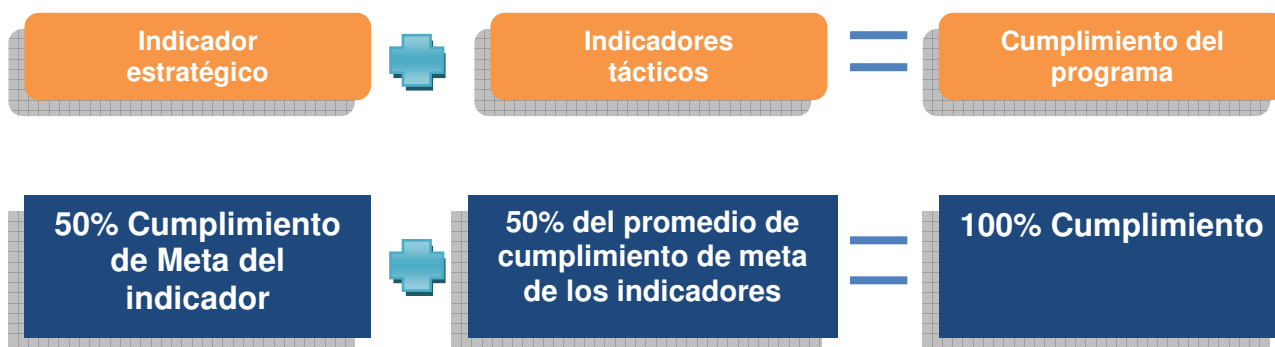 Indicador
estratégico
Indicadores
tácticos
Cumplimiento del
programa
50% Cumplimiento
de Meta del
indicador
50% del promedio de
cumplimiento de meta
de los indicadores
100% Cumplimiento